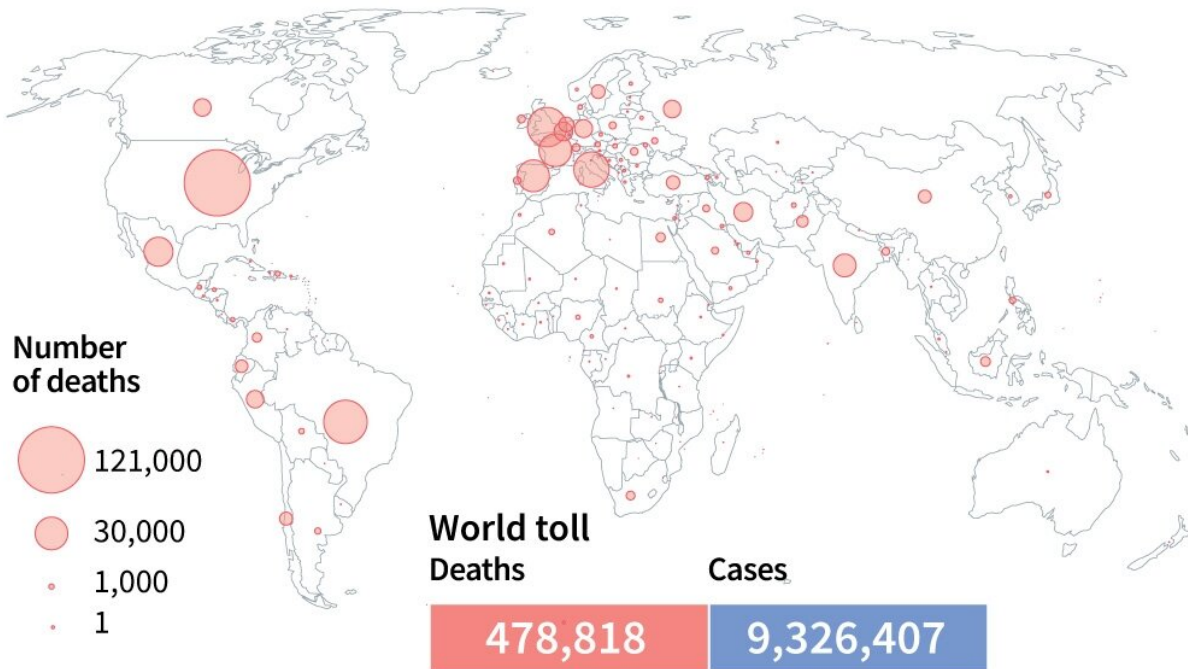 Number
of deaths
121,000
30,000
1,000
1
World toll
Deaths
Cases
478,818
9,326,407